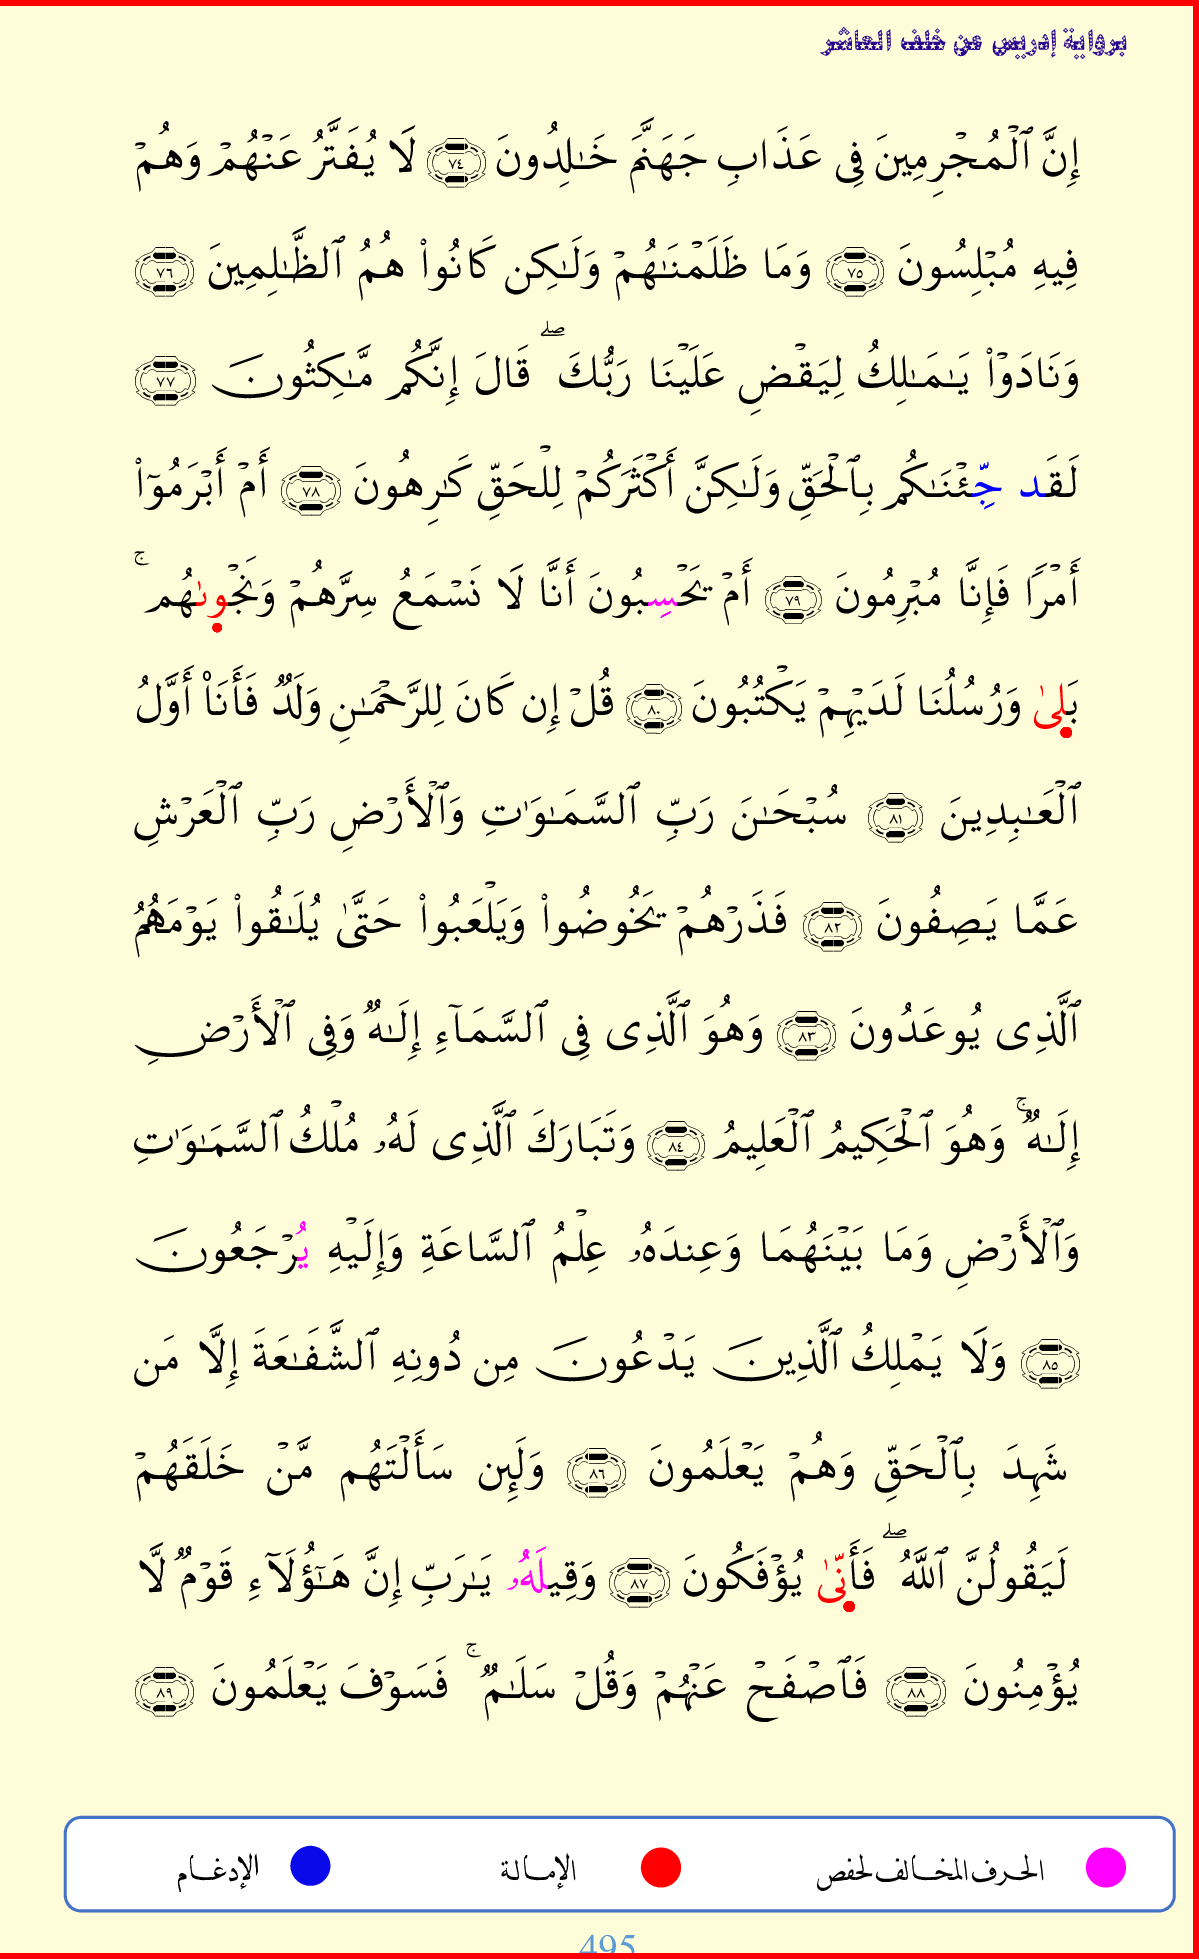 برواية إدريس عن خلف العاشر
إِنَّ ٱلْمُجْرِمِينَ فِى عَذَابِ جَهَنَّمَ خَـٰلِدُونَ ٧٤ لَا يُفَتَّرُ عَنْهُمْ وَهُمْ
فِيهِ مُبْلِسُونَ ٧٥ وَمَا ظَلَمْنَـٰهُمْ وَلَـٰكِن كَانُوا۟ هُمُ ٱلظَّـٰلِمِينَ ٧٦
وَنَادَوْا۟ يَـٰمَـٰلِكُ لِيَقْضِ عَلَيْنَا رَبُّكَ ۖ قَالَ إِنَّكُم مَّـٰكِثُونَ ٧٧
لَقَد جِّئْنَـٰكُم بِٱلْحَقِّ وَلَـٰكِنَّ أَكْثَرَكُمْ لِلْحَقِّ كَـٰرِهُونَ ٧٨ أَمْ أَبْرَمُوٓا۟
أَمْرًا فَإِنَّا مُبْرِمُونَ ٧٩ أَمْ يَحْسِبُونَ أَنَّا لَا نَسْمَعُ سِرَّهُمْ وَنَجْوىٰهُم ۚ
بَلىٰ وَرُسُلُنَا لَدَيْهِمْ يَكْتُبُونَ ٨٠ قُلْ إِن كَانَ لِلرَّحْمَـٰنِ وَلَدٌ فَأَنَا۠ أَوَّلُ
ٱلْعَـٰبِدِينَ ٨١ سُبْحَـٰنَ رَبِّ ٱلسَّمَـٰوَٰتِ وَٱلْأَرْضِ رَبِّ ٱلْعَرْشِ
عَمَّا يَصِفُونَ ٨٢ فَذَرْهُمْ يَخُوضُوا۟ وَيَلْعَبُوا۟ حَتَّىٰ يُلَـٰقُوا۟ يَوْمَهُمُ
ٱلَّذِى يُوعَدُونَ ٨٣ وَهُوَ ٱلَّذِى فِى ٱلسَّمَآءِ إِلَـٰهٌ وَفِى ٱلْأَرْضِ
إِلَـٰهٌ ۚ وَهُوَ ٱلْحَكِيمُ ٱلْعَلِيمُ ٨٤ وَتَبَارَكَ ٱلَّذِى لَهُۥ مُلْكُ ٱلسَّمَـٰوَٰتِ
وَٱلْأَرْضِ وَمَا بَيْنَهُمَا وَعِندَهُۥ عِلْمُ ٱلسَّاعَةِ وَإِلَيْهِ يُرْجَعُونَ
٨٥ وَلَا يَمْلِكُ ٱلَّذِينَ يَدْعُونَ مِن دُونِهِ ٱلشَّفَـٰعَةَ إِلَّا مَن
شَهِدَ بِٱلْحَقِّ وَهُمْ يَعْلَمُونَ ٨٦ وَلَئِن سَأَلْتَهُم مَّنْ خَلَقَهُمْ
لَيَقُولُنَّ ٱللَّهُ ۖ فَأَنّىٰ يُؤْفَكُونَ ٨٧ وَقِيلَهُۥ يَـٰرَبِّ إِنَّ هَـٰٓؤُلَآءِ قَوْمٌ لَّا
يُؤْمِنُونَ ٨٨ فَٱصْفَحْ عَنْهُمْ وَقُلْ سَلَـٰمٌ ۚ فَسَوْفَ يَعْلَمُونَ ٨٩
الحرف المخالف لحفص الإمالة الإدغام
495